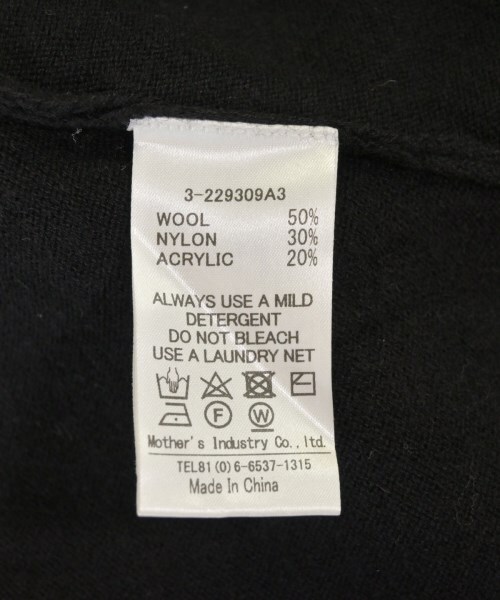 3-229309A3
WOOL 50%
NYLON 30%
ACRYLIC 20%
ALWAYS USE A MILD
DETERGENT
DO NOT BLEACH
USE A LAUNDRY NET
F W
Mother's Industry Co., ltd.
TEL81(0)6-6537-1315
Made In China